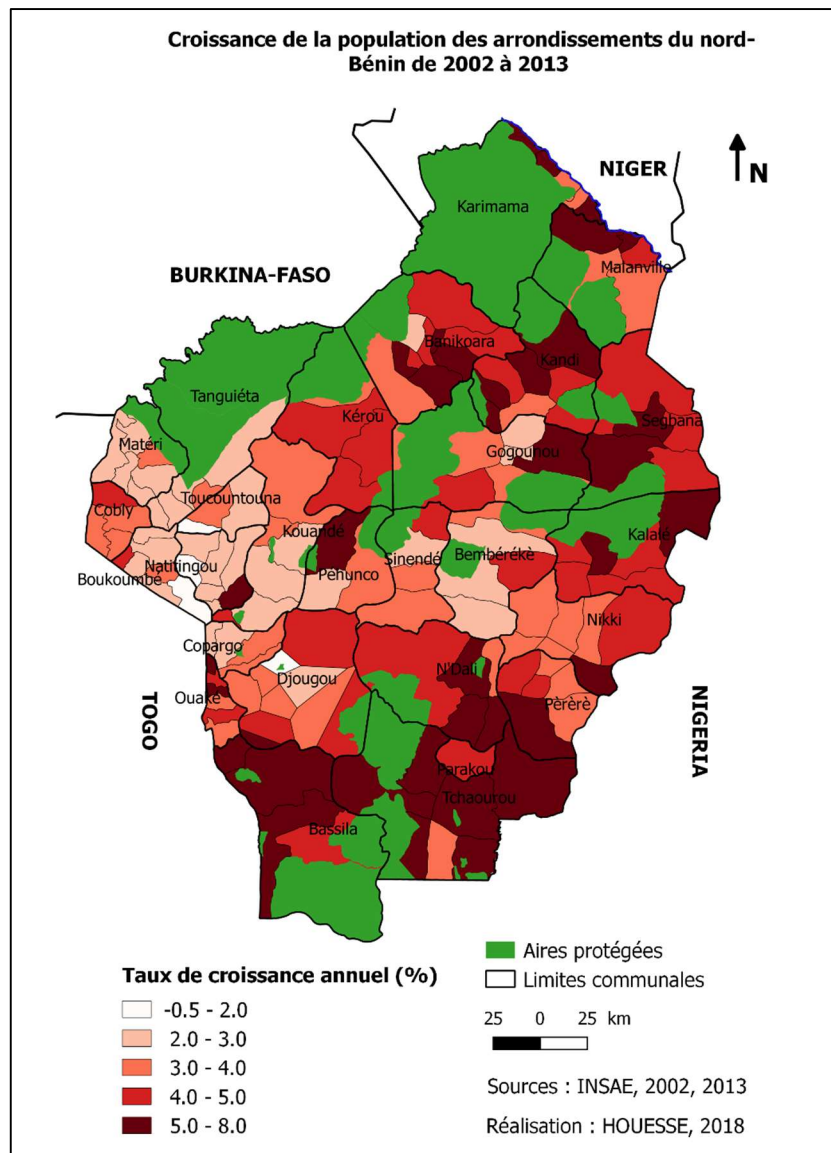 Croissance de la population des arrondissements du nord-
Bénin de 2002 à 2013
NIGER
N
Karimama
BURKINA-FASO
Malanville
Banikoara
Kandi
Tanguiéta
Kérou
Segbana
Matéri
Gogounou
Toucountouna
Cobly
Kouandé
Kalalé
Sinendé
Bembérékè
Natitingou
Boukoumbé
Pehunco
Nikki
Copargo
N'Dali
Djougou
Ouaké
Pèrèrè
TOGO
NIGERIA
Parakou
Tchaourou
Bassila
Taux de croissance annuel (%)
-0.5 - 2.0
2.0 - 3.0
3.0 - 4.0
4.0 - 5.0
5.0 - 8.0
Aires protégées
Limites communales
25 0 25 km
Sources : INSAE, 2002, 2013
Réalisation : HOUESSE, 2018